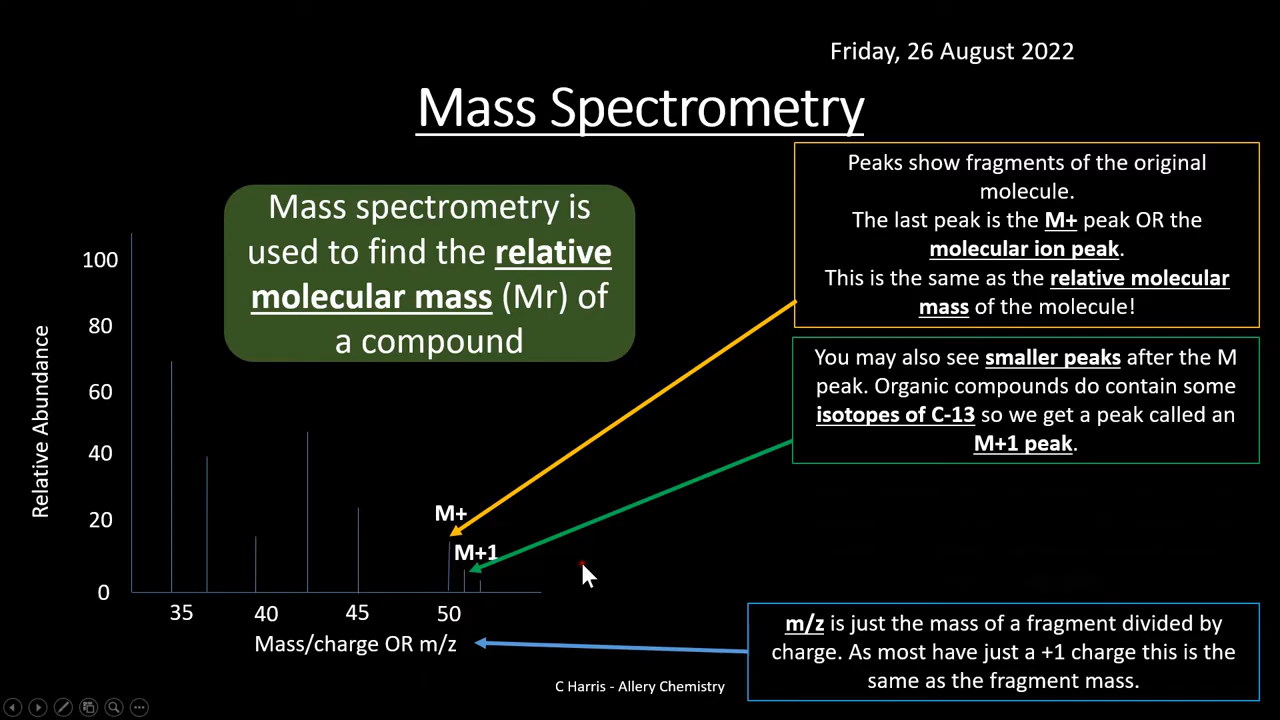 Friday, 26 August 2022
Mass Spectrometry
Mass spectrometry is
used to find the relative
molecular mass (Mr) of
a compound
Peaks show fragments of the original
molecule.
The last peak is the M+ peak OR the
molecular ion peak.
This is the same as the relative molecular
mass of the molecule!
You may also see smaller peaks after the M
peak. Organic compounds do contain some
isotopes of C-13 so we get a peak called an
M+1 peak.
Relative Abundance
100
80
60
40
20
0
M+
M+1
35
40
45
50
Mass/charge OR m/z
m/z is just the mass of a fragment divided by
charge. As most have just a +1 charge this is the
same as the fragment mass.
C Harris - Allery Chemistry